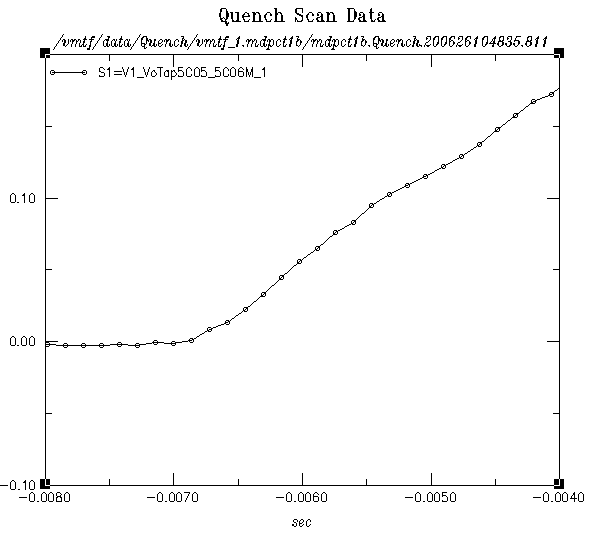 Quench Scan Data
/vmtf/data/Quench/vmtf_1.mdpct1b/mdpct1b.Quench.200626104835.811
S1=V1_VoTap5C05_5C06M_1
0.10
0.00
-0.10
-0.0080 -0.0070 -0.0060 -0.0050 -0.0040
sec